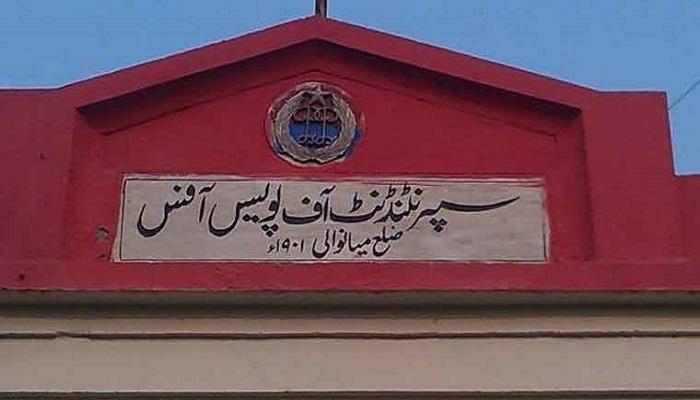 سپرنٹنڈنٹ آف پولیس آفس
ضلع میانوالی ۱۹۰۱ء